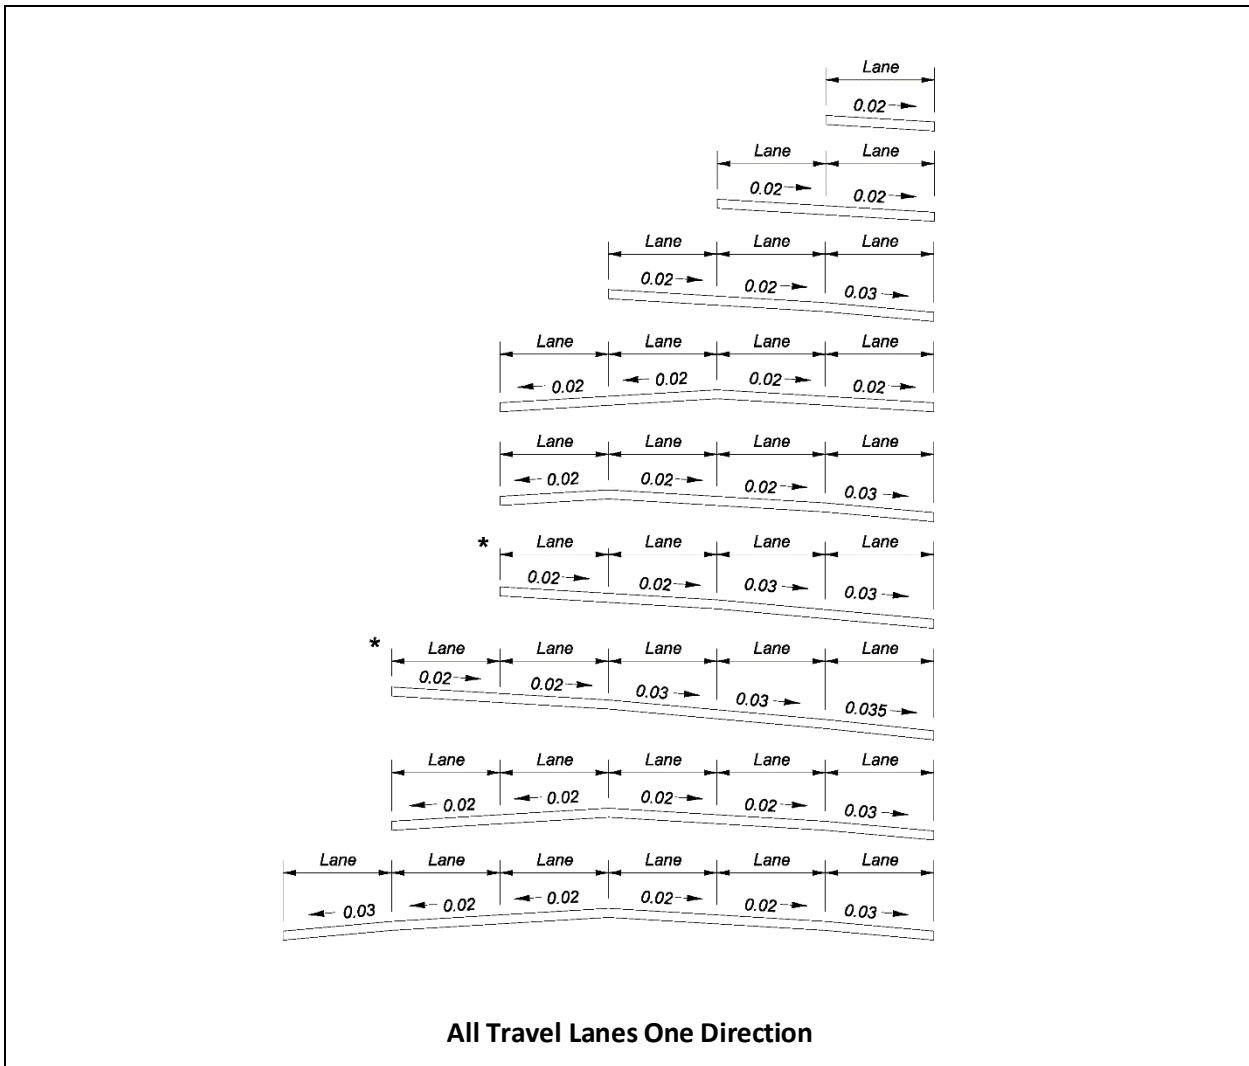 Lane
0.02
Lane Lane
0.02 0.02
Lane Lane Lane
0.02 0.02 0.03
Lane Lane Lane Lane
0.02 0.02 0.02 0.02
Lane Lane Lane Lane
0.02 0.02 0.02 0.03
* Lane Lane Lane Lane
0.02 0.02 0.03 0.03
* Lane Lane Lane Lane Lane
0.02 0.02 0.03 0.03 0.035
Lane Lane Lane Lane Lane
0.02 0.02 0.02 0.02 0.03
Lane Lane Lane Lane Lane Lane
0.03 0.02 0.02 0.02 0.02 0.03
All Travel Lanes One Direction